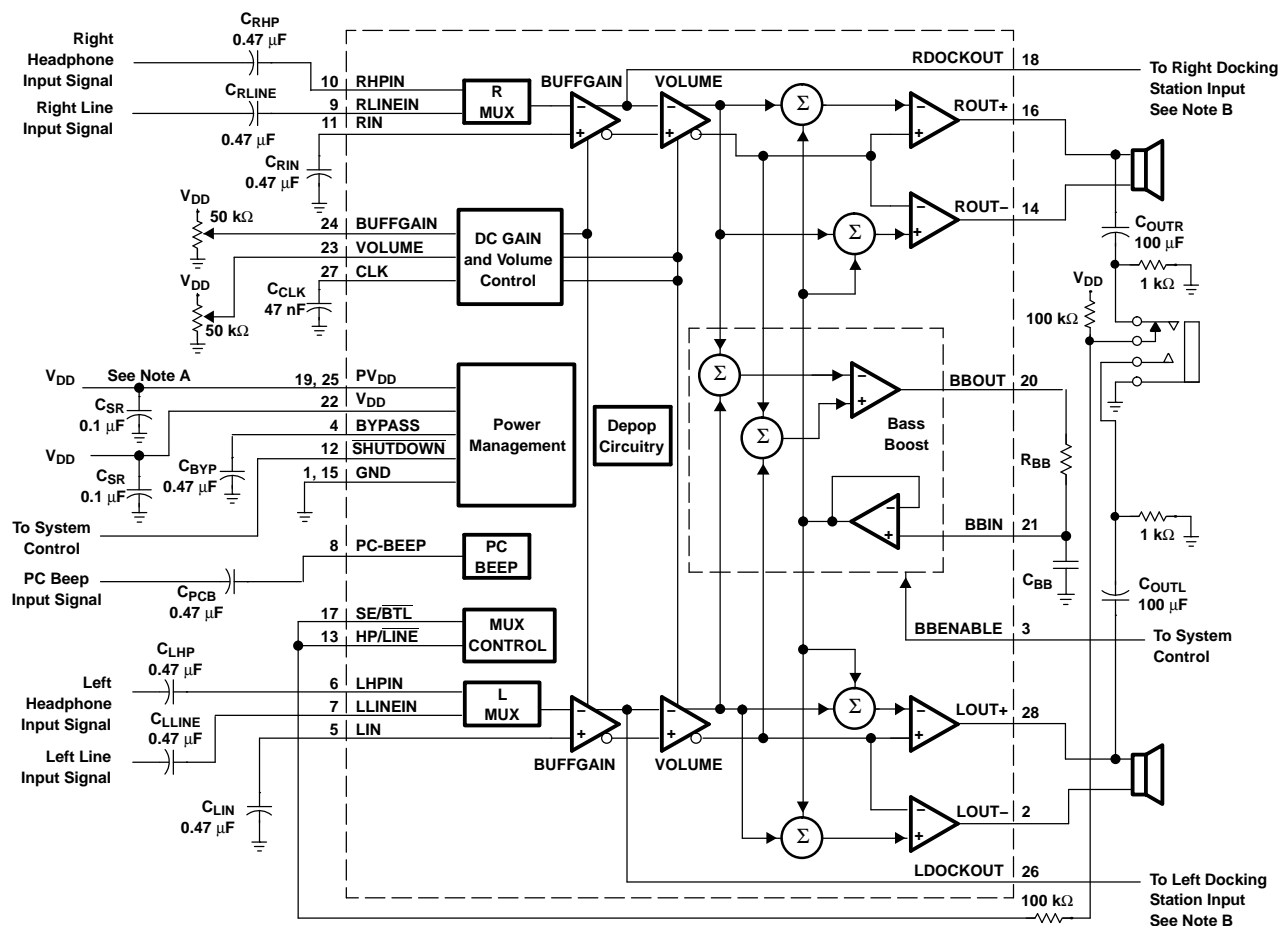 Right
Headphone
Input Signal
C_RHP
0.47 μF
Right Line
Input Signal
C_RLINE
0.47 μF
10 RHPIN
9 RLINEIN
11 RIN
R
MUX
BUFFGAIN
VOLUME
C_RIN
0.47 μF
RDOCKOUT 18
To Right Docking
Station Input
See Note B
Σ
− +
ROUT+ 16
ROUT− 14
Σ
C_OUTR
100 μF
1 kΩ
V_DD
100 kΩ
V_DD
50 kΩ
24 BUFFGAIN
23 VOLUME
27 CLK
DC GAIN
and Volume
Control
V_DD
50 kΩ
C_CLK
47 nF
V_DD
See Note A
19, 25 PV_DD
22 V_DD
4 BYPASS
12 SHUTDOWN
1, 15 GND
C_SR
0.1 μF
V_DD
C_SR
0.1 μF
C_BYP
0.47 μF
Power
Management
Depop
Circuitry
Σ
Σ
− +
Bass
Boost
BBOUT 20
R_BB
− +
BBIN 21
C_BB
1 kΩ
C_OUTL
100 μF
BBENABLE 3
To System
Control
To System
Control
8 PC-BEEP
PC
BEEP
PC Beep
Input Signal
C_PCB
0.47 μF
17 SE/BTL
13 HP/LINE
MUX
CONTROL
Left
Headphone
Input Signal
C_LHP
0.47 μF
C_LLINE
0.47 μF
Left Line
Input Signal
6 LHPIN
7 LLINEIN
5 LIN
L
MUX
BUFFGAIN
VOLUME
C_LIN
0.47 μF
Σ
Σ
LOUT+ 28
LOUT− 2
LDOCKOUT 26
100 kΩ
To Left Docking
Station Input
See Note B